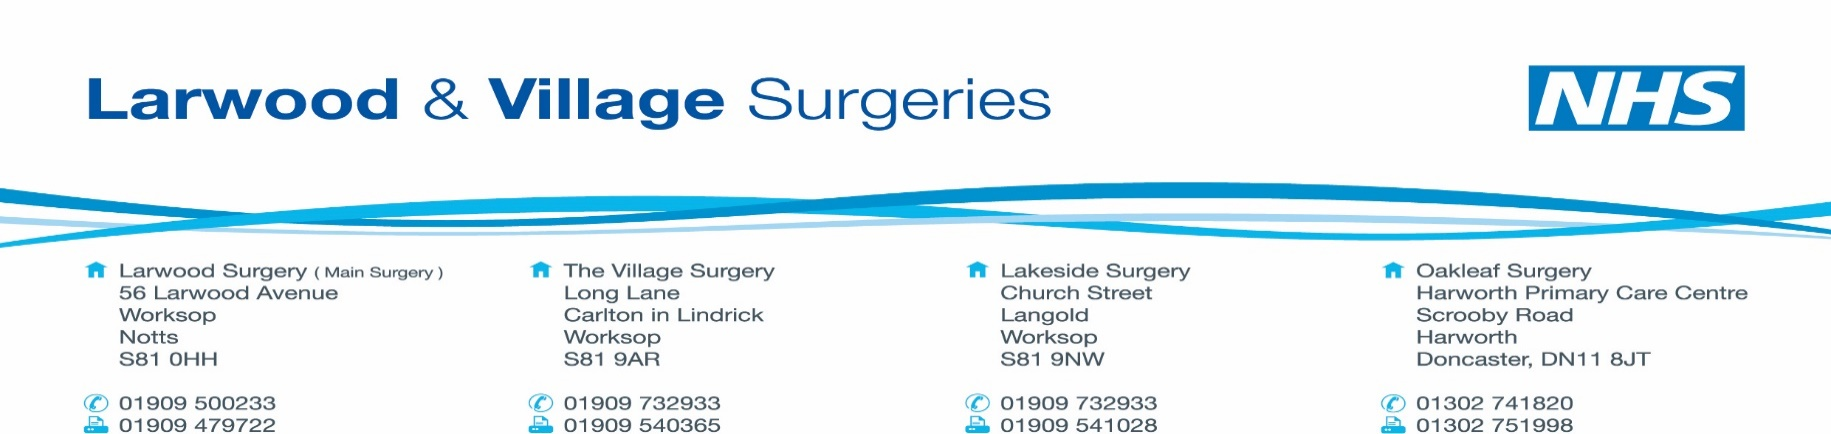 Larwood & Village Surgeries
NHS
Larwood Surgery ( Main Surgery )
56 Larwood Avenue
Worksop
Notts
S81 0HH
01909 500233
01909 479722
The Village Surgery
Long Lane
Carlton in Lindrick
Worksop
S81 9AR
01909 732933
01909 540365
Lakeside Surgery
Church Street
Langold
Worksop
S81 9NW
01909 732933
01909 541028
Oakleaf Surgery
Harworth Primary Care Centre
Scrooby Road
Harworth
Doncaster, DN11 8JT
01302 741820
01302 751998